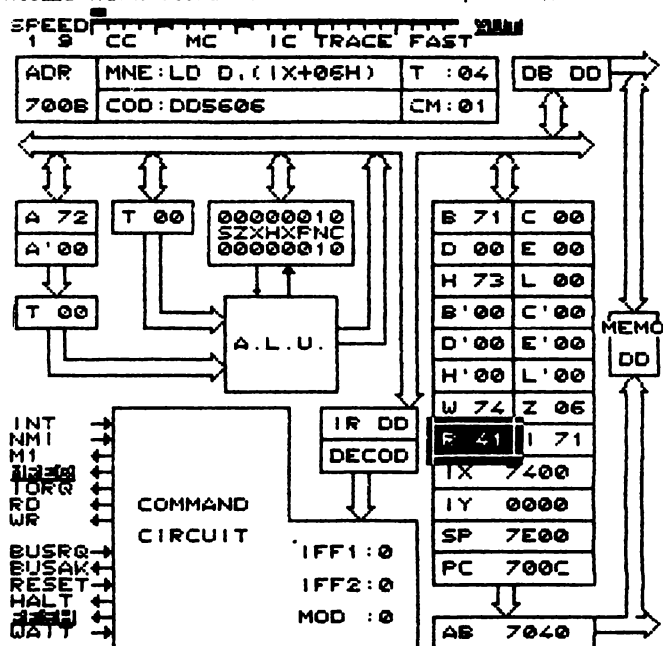 SPEED
1 9 CC MC IC TRACE FAST
ADR MNE:LD D,(IX+06H) T :04 DB DD
700B COD:DD5606 CM:01
A 72 T 00 00000010 B 71 C 00
A'00 SZXHXPNC D 00 E 00
00000010 H 73 L 00
T 00 A.L.U. B'00 C'00 MEMO
D'00 E'00 DD
H'00 L'00
IR DD W 74 Z 06
INT DECOD R 41 I 71
NMI IX 7400
M1 IY 0000
IORQ SP 7E00
RD COMMAND PC 700C
WR CIRCUIT
BUSRQ IFF1:0
BUSAK IFF2:0
RESET MOD :0
HALT
WAIT AB 7040